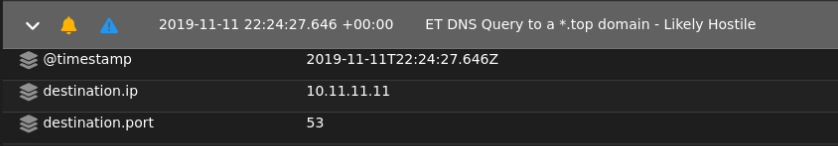 2019-11-11 22:24:27.646 +00:00 ET DNS Query to a *.top domain - Likely Hostile
@timestamp 2019-11-11T22:24:27.646Z
destination.ip 10.11.11.11
destination.port 53